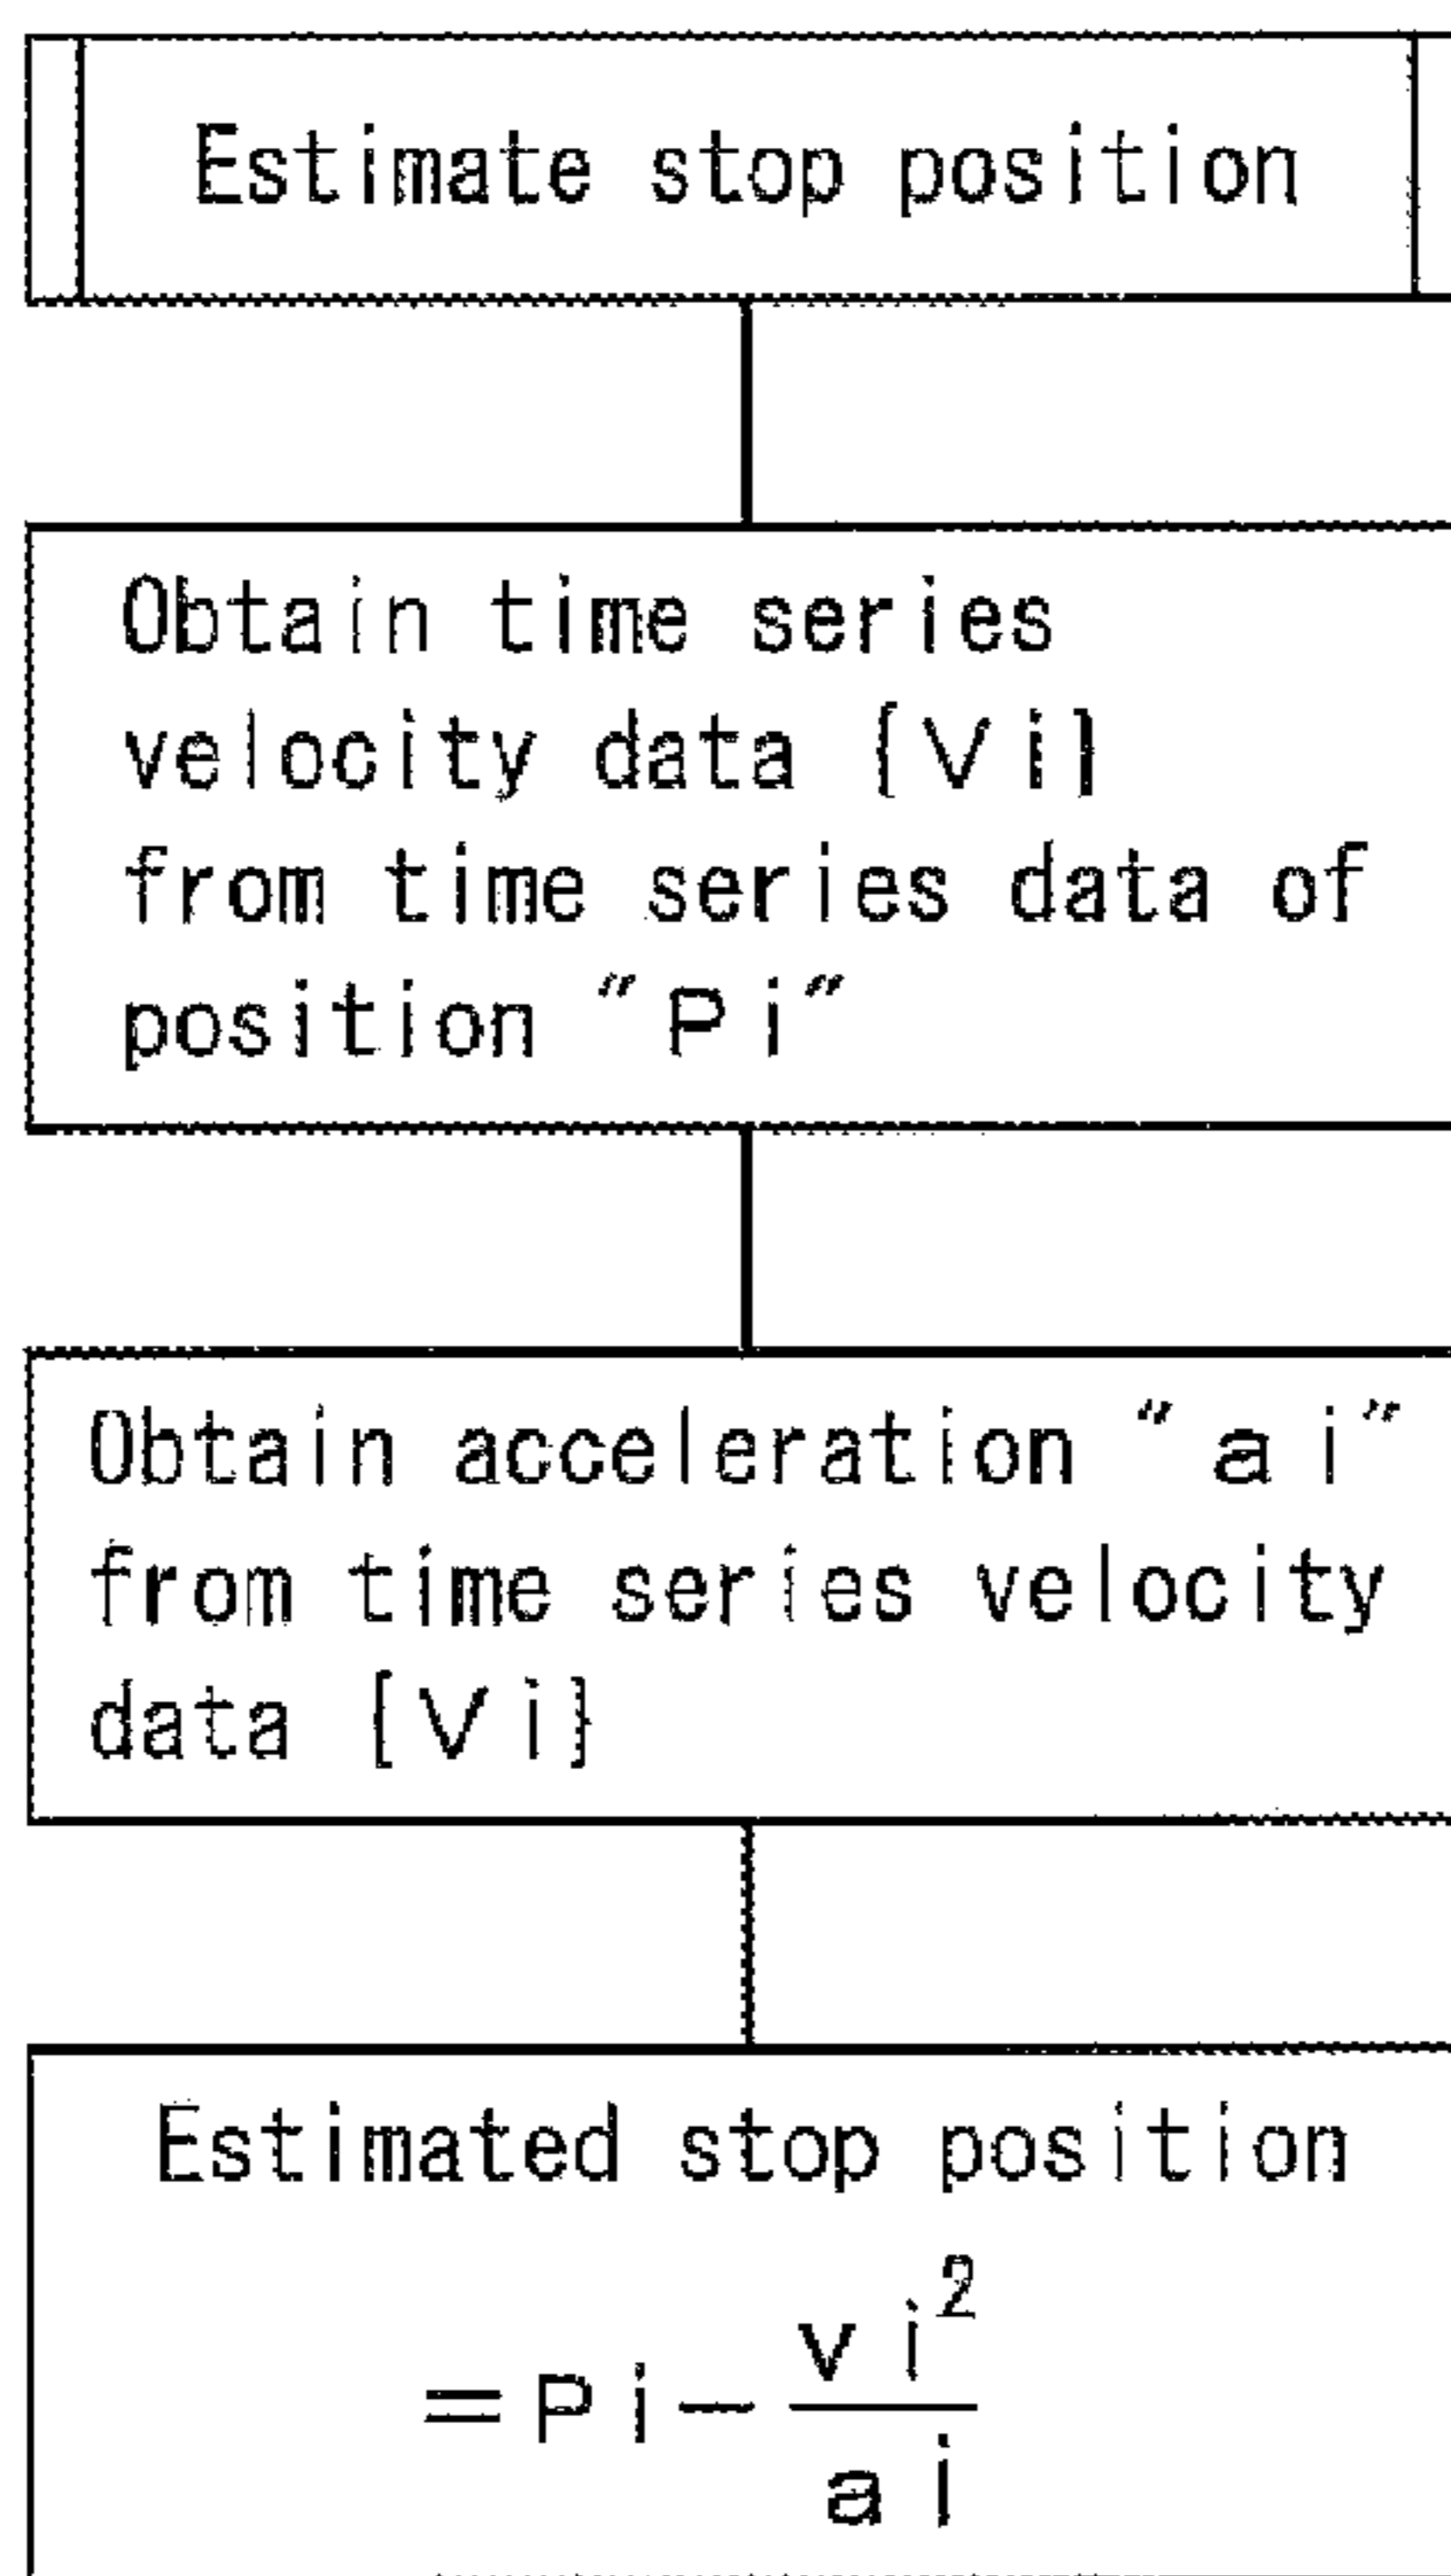 Estimate stop position
Obtain time series
velocity data {Vi}
from time series data of
position "Pi"
Obtain acceleration "ai"
from time series velocity
data {Vi}
Estimated stop position
=Pi−vi²/ai